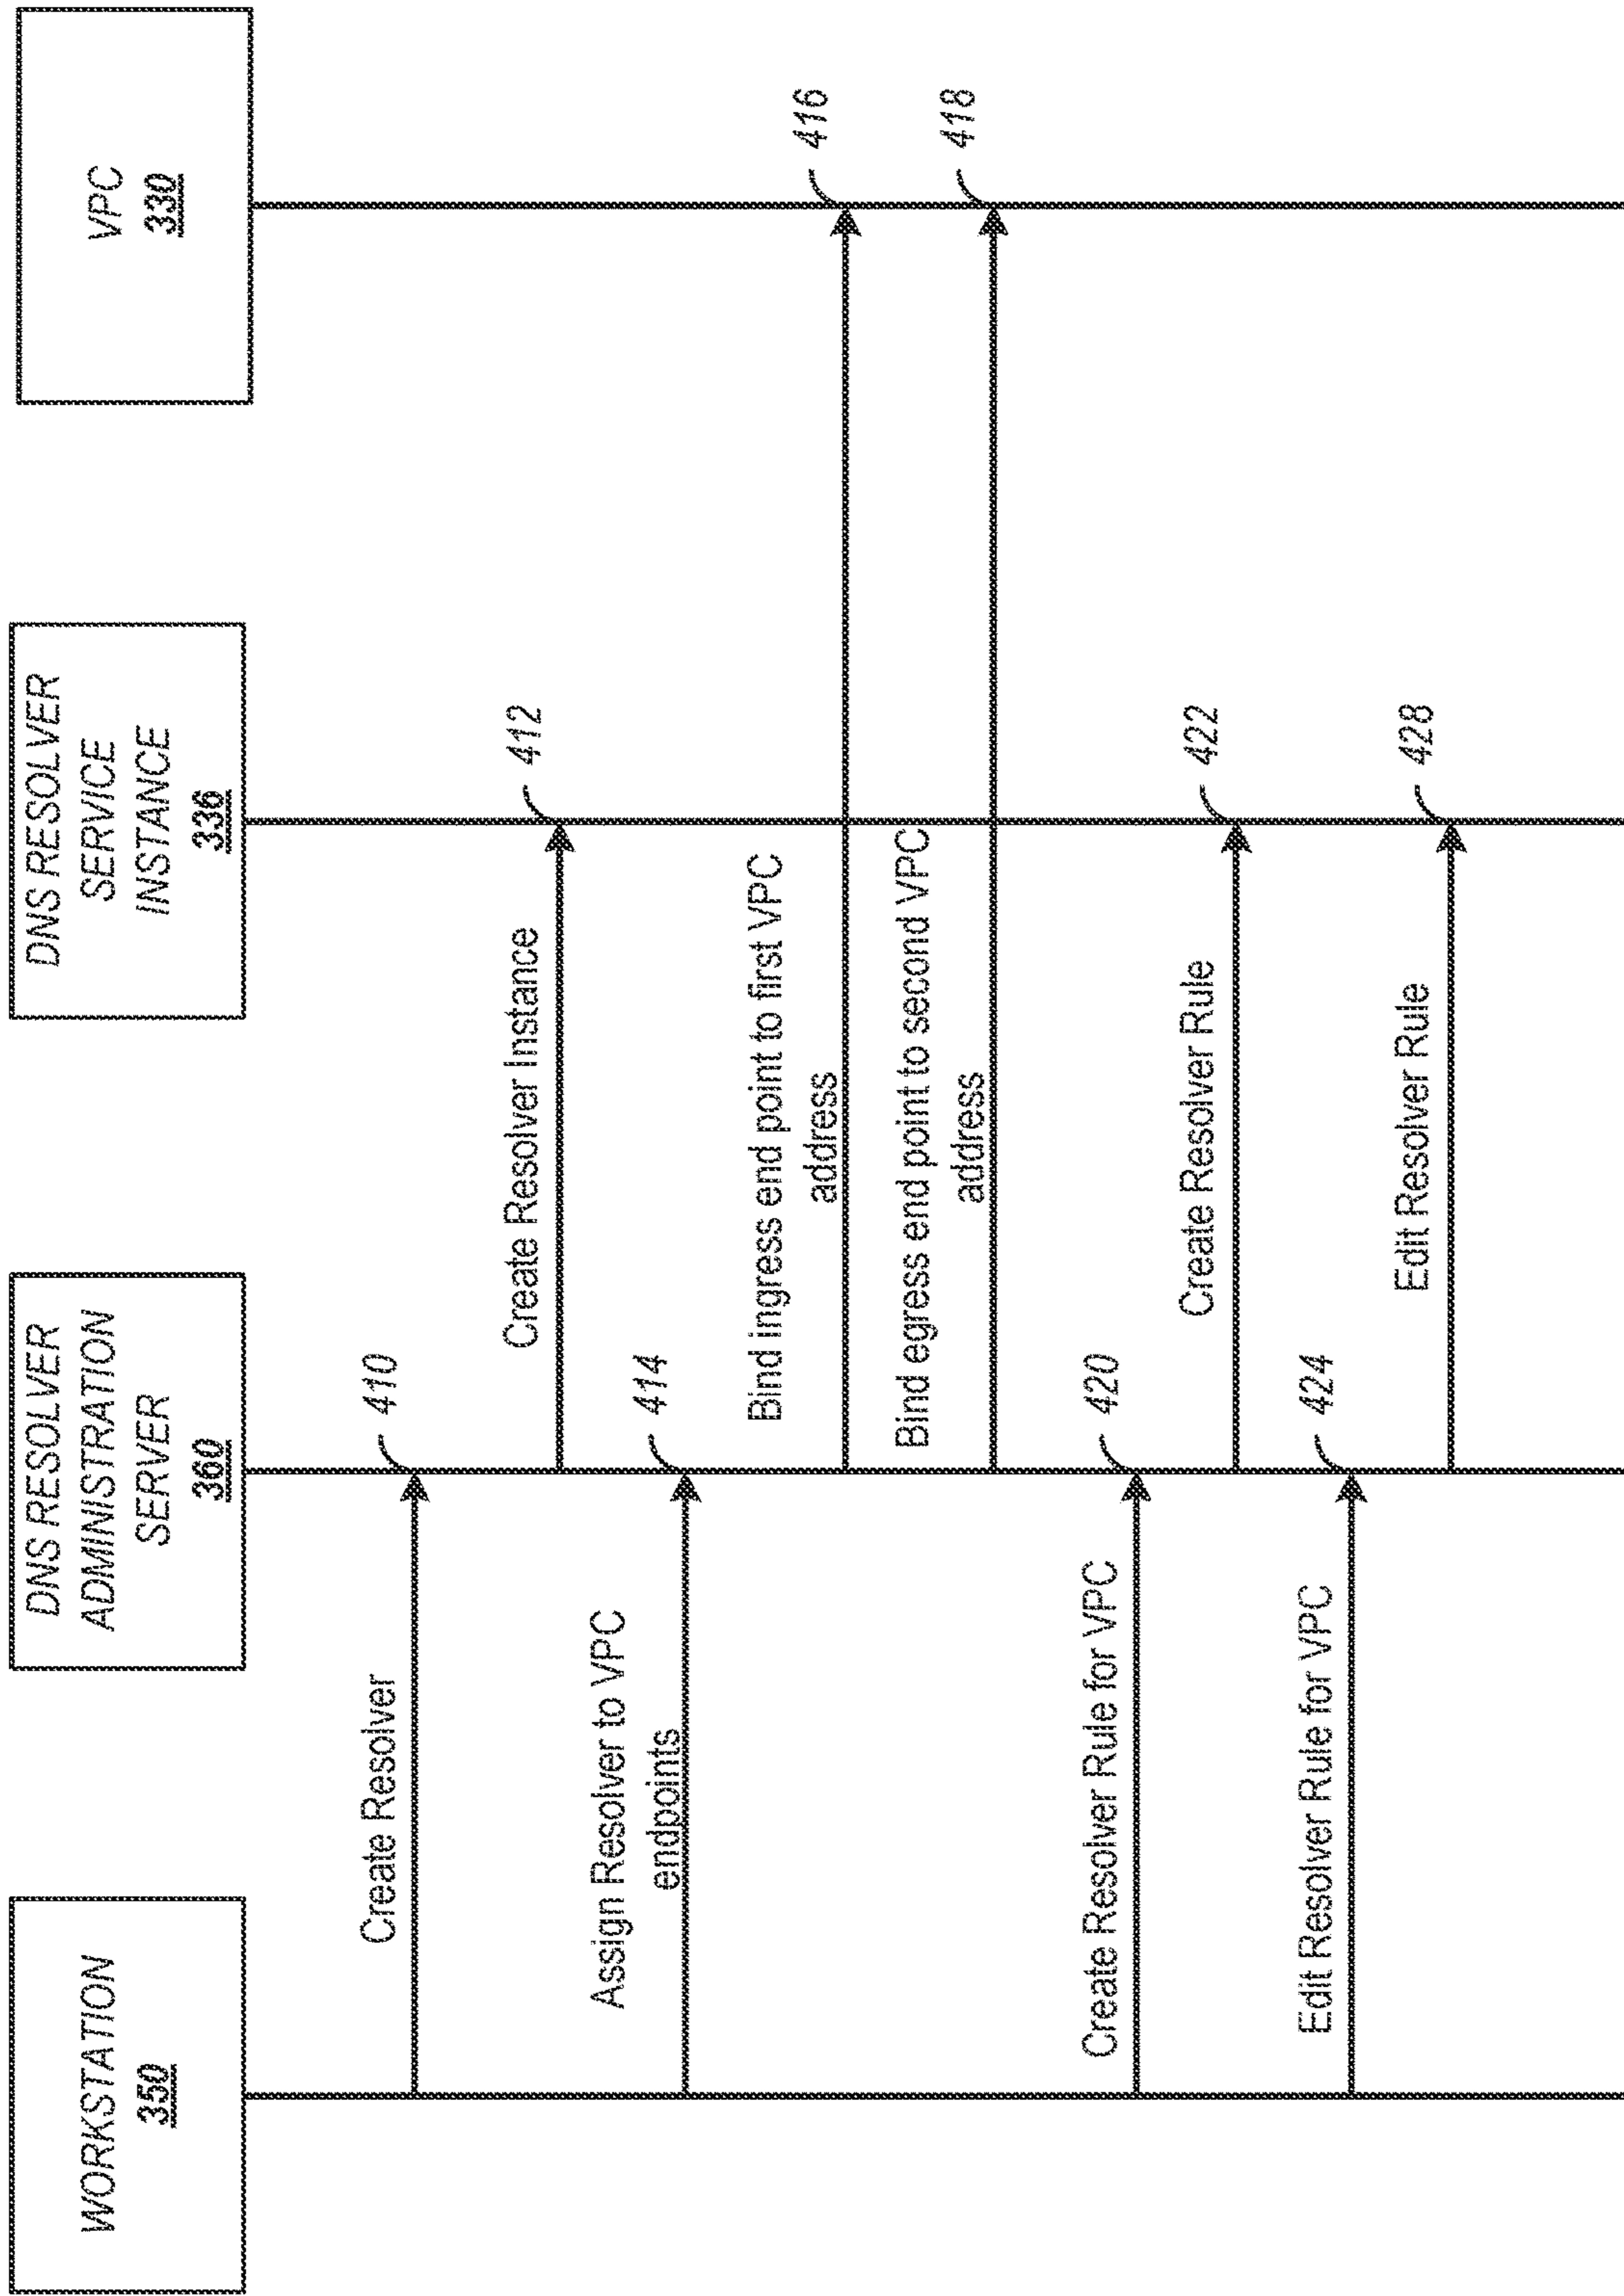 WORKSTATION
350
DNS RESOLVER
ADMINISTRATION
SERVER
360
DNS RESOLVER
SERVICE
INSTANCE
336
VPC
330
Create Resolver
410
Create Resolver Instance
412
Assign Resolver to VPC
endpoints
414
Bind ingress end point to first VPC
address
416
Bind egress end point to second VPC
address
418
Create Resolver Rule for VPC
420
Create Resolver Rule
422
Edit Resolver Rule for VPC
424
Edit Resolver Rule
428